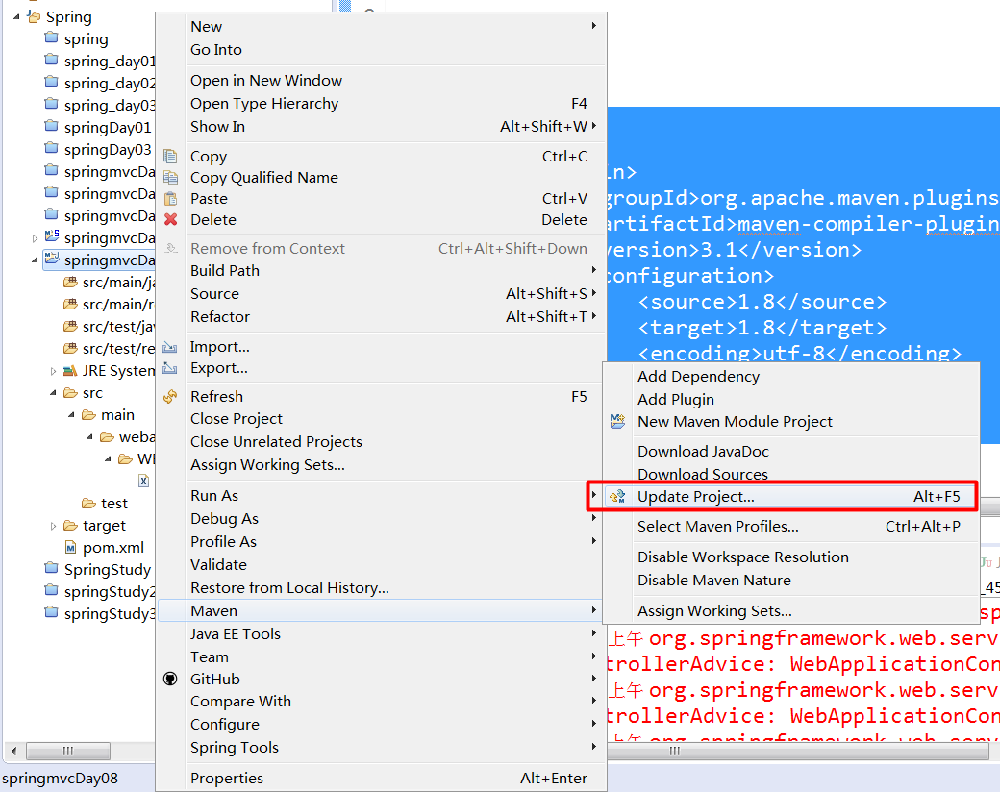 Spring
spring
spring_day01
spring_day02
spring_day03
springDay01
springDay03
springmvcDa
springmvcDa
springmvcDa
springmvcDa
springmvcDa
src/main/ja
src/main/r
src/test/jav
src/test/re
JRE System
src
main
weba
WE
test
target
pom.xml
SpringStudy
springStudy2
springStudy3
springmvcDay08
New
Go Into
Open in New Window
Open Type Hierarchy F4
Show In Alt+Shift+W
Copy Ctrl+C
Copy Qualified Name
Paste Ctrl+V
Delete Delete
Remove from Context Ctrl+Alt+Shift+Down
Build Path
Source Alt+Shift+S
Refactor Alt+Shift+T
Import...
Export...
Refresh F5
Close Project
Close Unrelated Projects
Assign Working Sets...
Run As
Debug As
Profile As
Validate
Restore from Local History...
Maven
Java EE Tools
Team
GitHub
Compare With
Configure
Spring Tools
Properties Alt+Enter
in>
groupId>org.apache.maven.plugins
artifactId>maven-compiler-plugin
version>3.1</version>
configuration>
<source>1.8</source>
<target>1.8</target>
<encoding>utf-8</encoding>
Add Dependency
Add Plugin
New Maven Module Project
Download JavaDoc
Download Sources
Update Project... Alt+F5
Select Maven Profiles... Ctrl+Alt+P
Disable Workspace Resolution
Disable Maven Nature
Assign Working Sets...
Ju
_45
sp
上午 org.springframework.web.serv
trollerAdvice: WebApplicationCon
上午 org.springframework.web.serv
trollerAdvice: WebApplicationCon
上午 org.springframework.web.serv